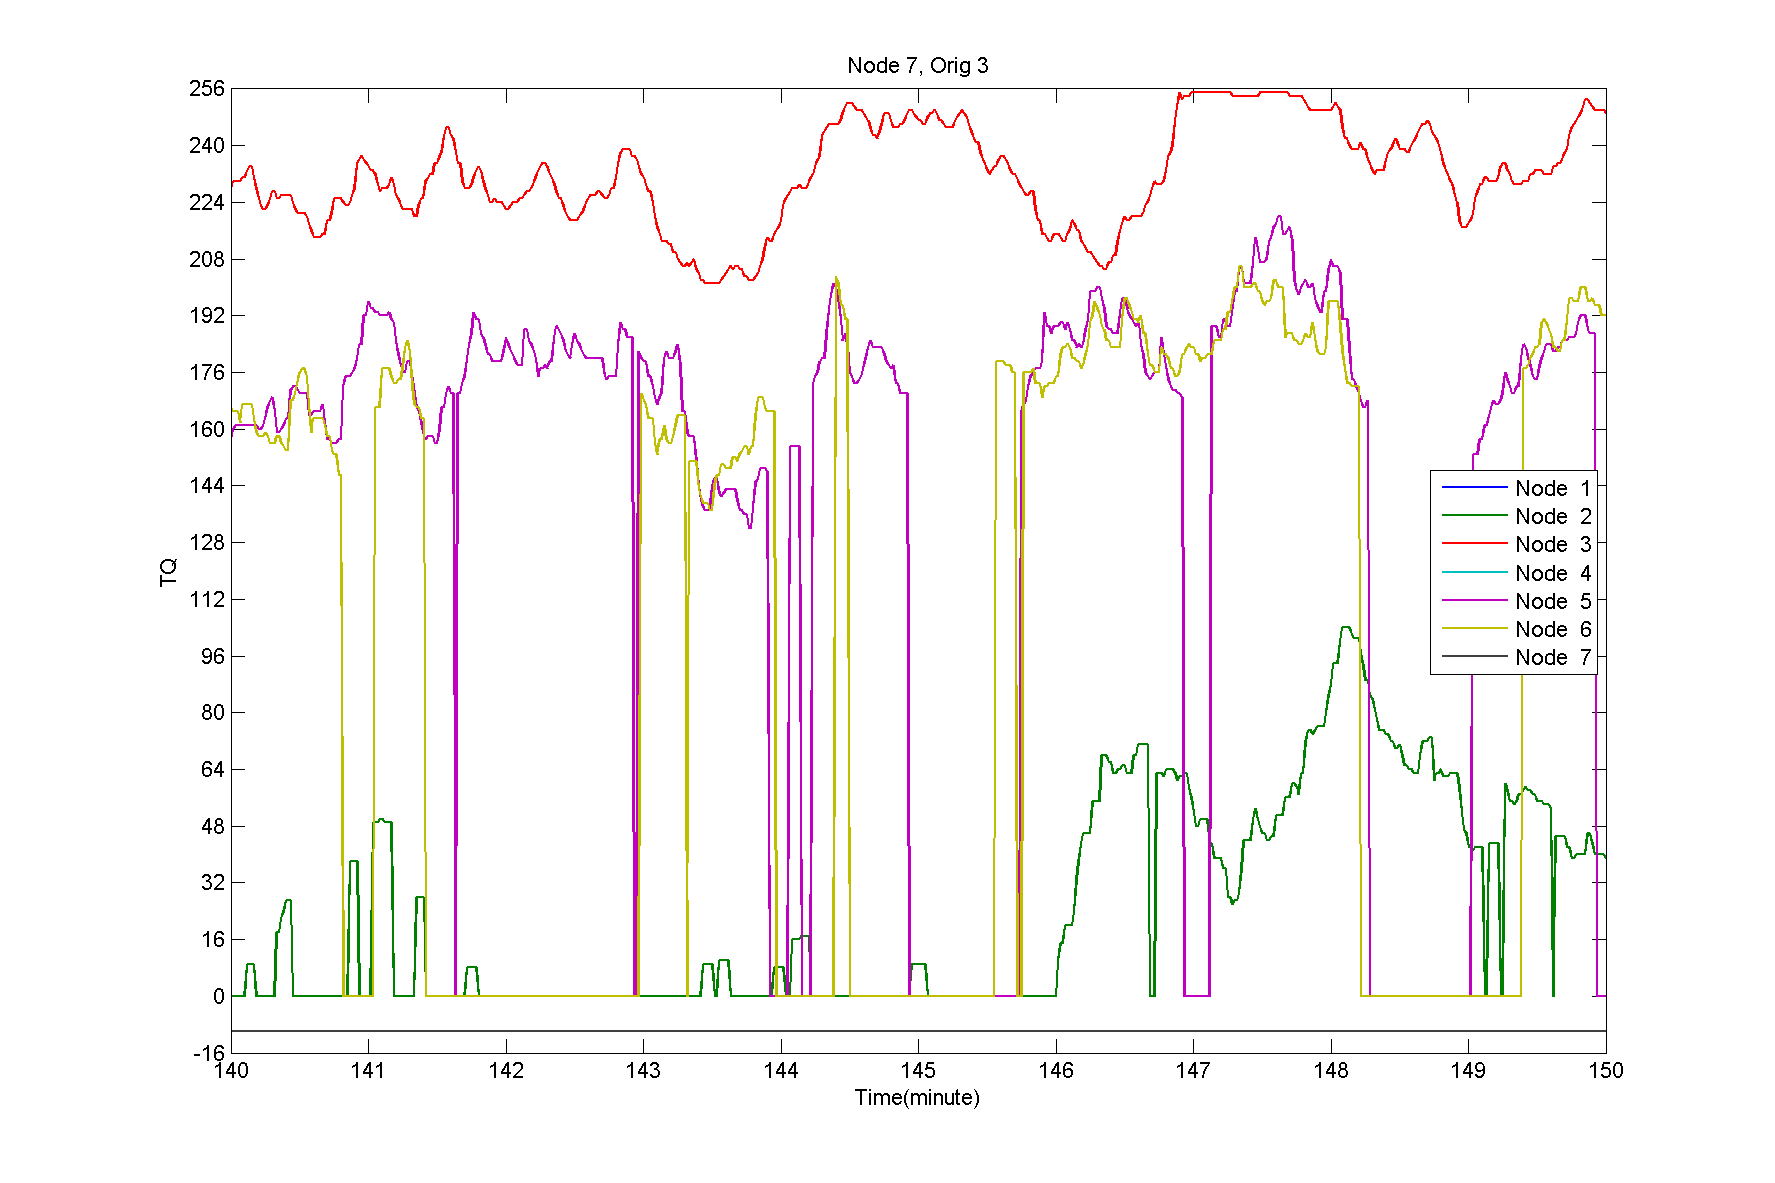 Node 7, Orig 3
256
240
224
208
192
176
160
144
128
112
96
80
64
48
32
16
0
-16
TQ
Node 1
Node 2
Node 3
Node 4
Node 5
Node 6
Node 7
140 141 142 143 144 145 146 147 148 149 150
Time(minute)